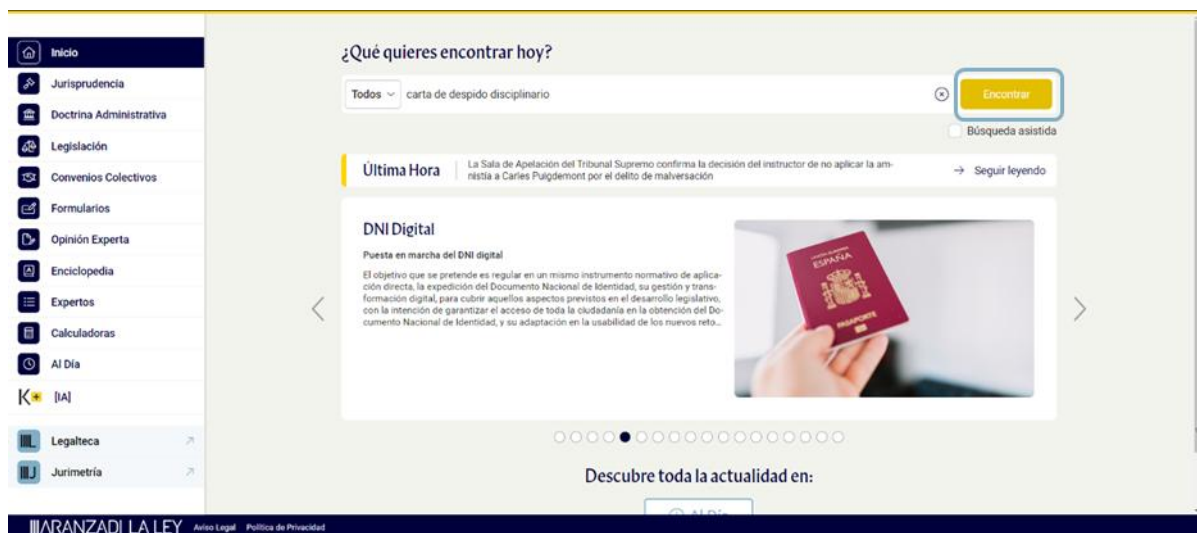 Inicio
Jurisprudencia
Doctrina Administrativa
Legislación
Convenios Colectivos
Formularios
Opinión Experta
Enciclopedia
Expertos
Calculadoras
Al Día
K+ [IA]
Legalteca
Jurimetría
¿Qué quieres encontrar hoy?
Todos carta de despido disciplinario Encontrar
Búsqueda asistida
Última Hora
La Sala de Apelación del Tribunal Supremo confirma la decisión del instructor de no aplicar la am-
nistía a Carles Puigdemont por el delito de malversación
→ Seguir leyendo
DNI Digital
Puesta en marcha del DNI digital
El objetivo que se pretende es regular en un mismo instrumento normativo de aplica-
ción directa, la expedición del Documento Nacional de Identidad, su gestión y trans-
formación digital, para cubrir aquellos aspectos previstos en el desarrollo legislativo,
con la intención de garantizar el acceso de toda la ciudadanía en la obtención del Do-
cumento Nacional de Identidad, y su adaptación en la usabilidad de los nuevos reto...
ESPAÑA
PASAPORTE
Descubre toda la actualidad en:
Al Día
ARANZADI LA LEY Aviso Legal Política de Privacidad